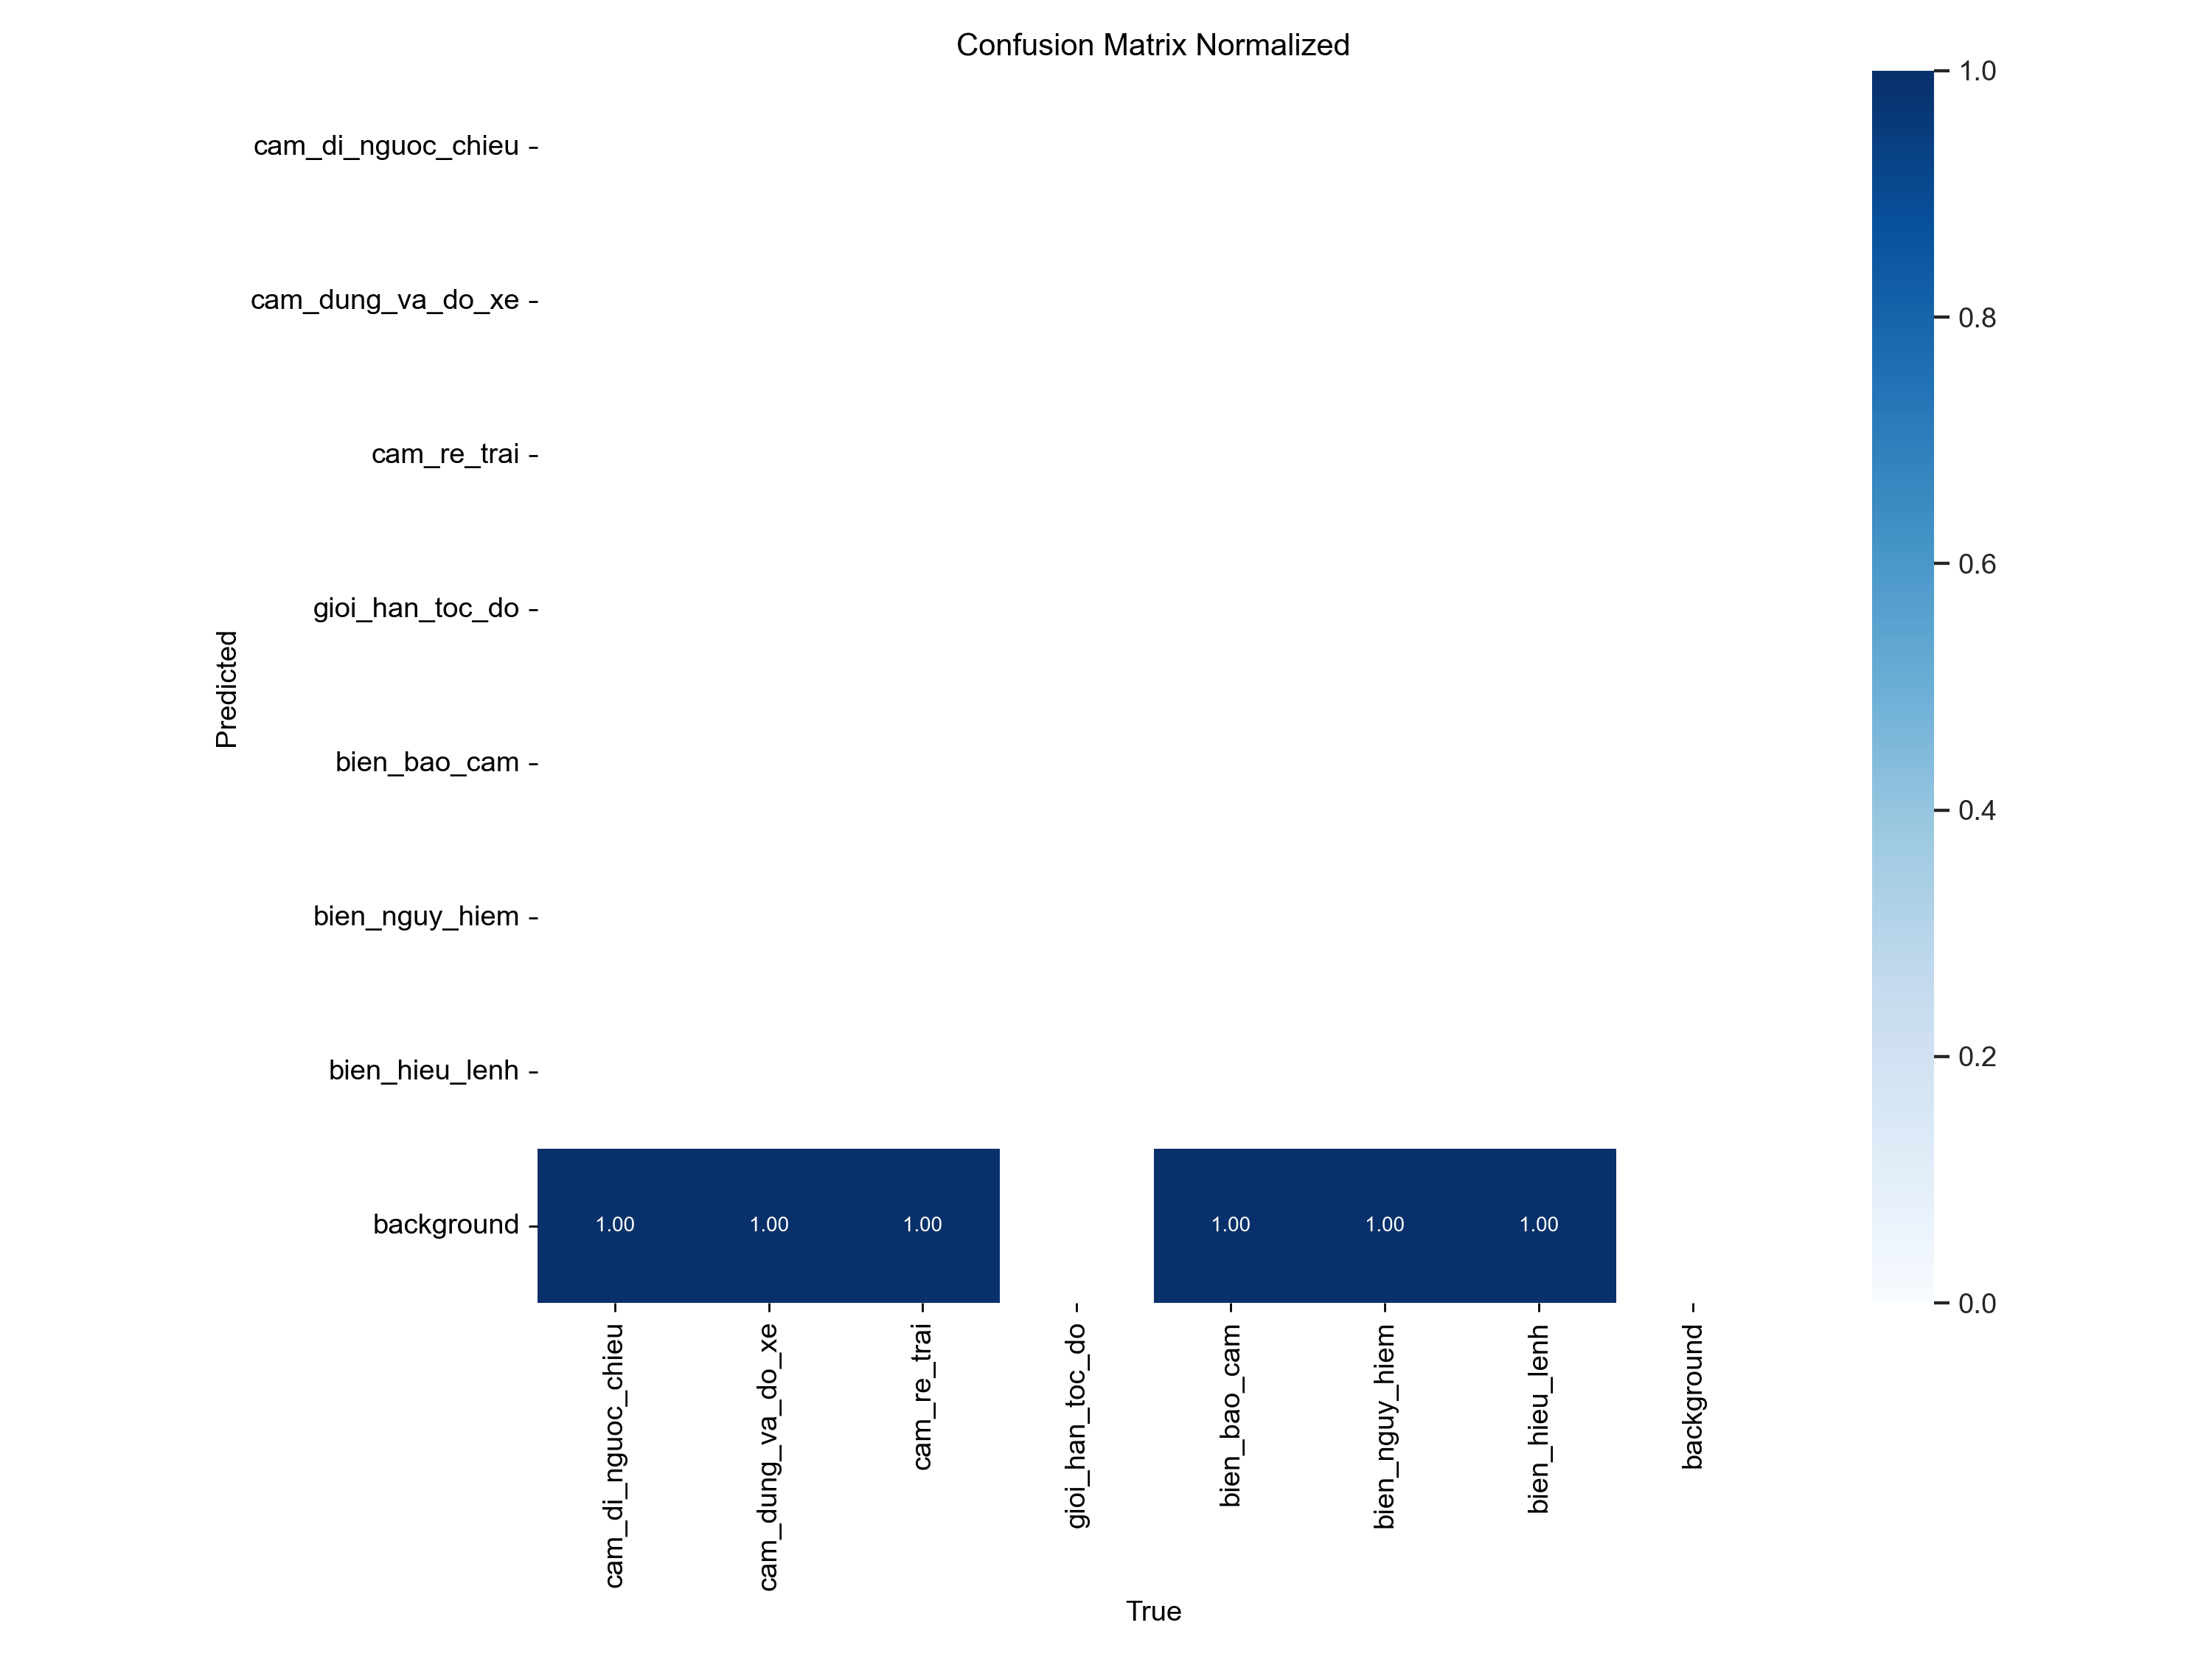 Confusion Matrix Normalized
cam_di_nguoc_chieu
cam_dung_va_do_xe
cam_re_trai
gioi_han_toc_do
bien_bao_cam
bien_nguy_hiem
bien_hieu_lenh
background
Predicted
1.00 1.00 1.00 1.00 1.00 1.00
cam_di_nguoc_chieu
cam_dung_va_do_xe
cam_re_trai
gioi_han_toc_do
bien_bao_cam
bien_nguy_hiem
bien_hieu_lenh
background
True
1.0
0.8
0.6
0.4
0.2
0.0